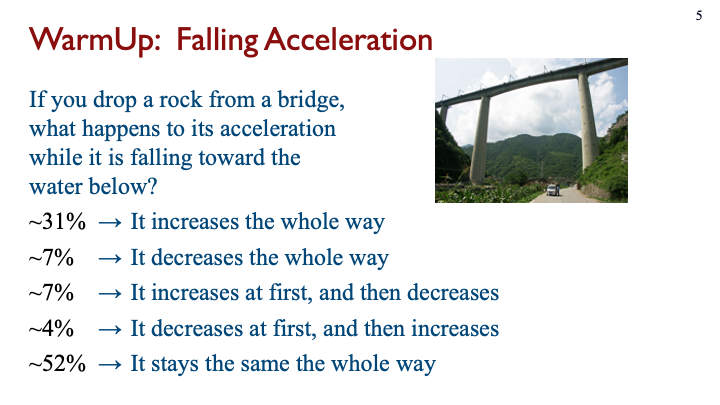 5
WarmUp: Falling Acceleration
If you drop a rock from a bridge,
what happens to its acceleration
while it is falling toward the
water below?
~31% → It increases the whole way
~7% → It decreases the whole way
~7% → It increases at first, and then decreases
~4% → It decreases at first, and then increases
~52% → It stays the same the whole way